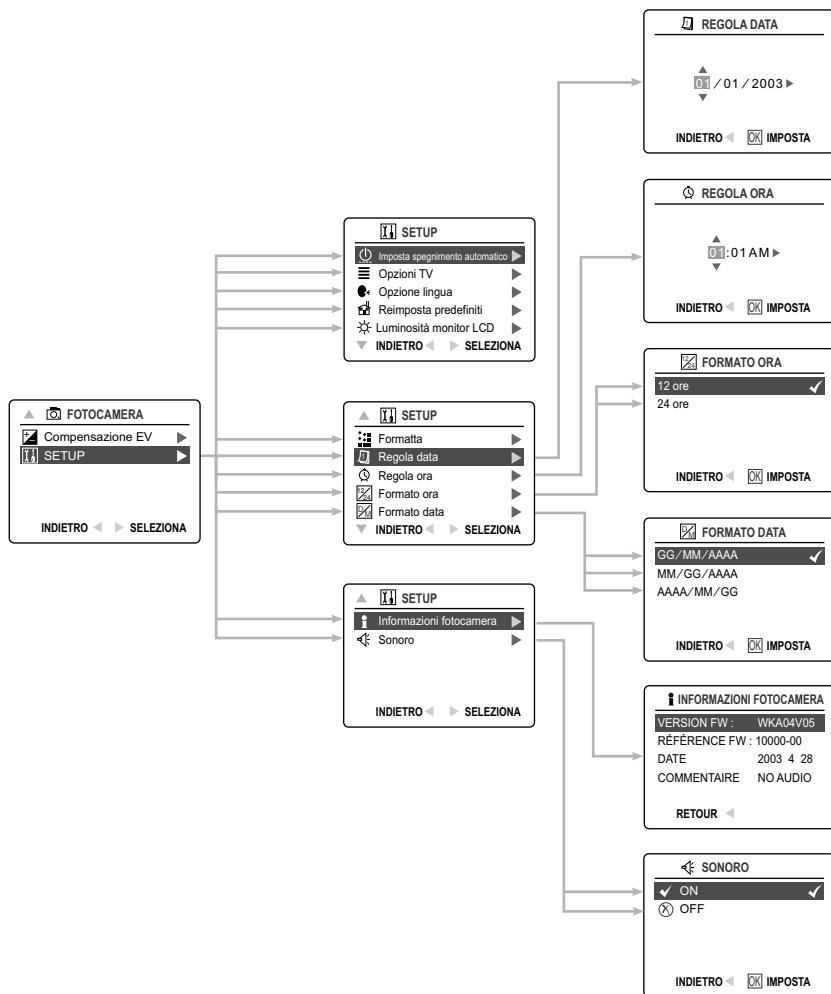 REGOLA DATA
01/01/2003
INDIETRO OK IMPOSTA
REGOLA ORA
01:01AM
INDIETRO OK IMPOSTA
SETUP
Imposta spegnimento automatico
Opzioni TV
Opzione lingua
Reimposta predefiniti
Luminosità monitor LCD
INDIETRO SELEZIONA
12/24 FORMATO ORA
12 ore
24 ore
INDIETRO OK IMPOSTA
FOTOCAMERA
Compensazione EV
SETUP
INDIETRO SELEZIONA
SETUP
Formatta
Regola data
Regola ora
12/24 Formato ora
D/M Formato data
INDIETRO SELEZIONA
D/M FORMATO DATA
GG/MM/AAAA
MM/GG/AAAA
AAAA/MM/GG
INDIETRO OK IMPOSTA
SETUP
Informazioni fotocamera
Sonoro
INDIETRO SELEZIONA
INFORMAZIONI FOTOCAMERA
VERSION FW : WKA04V05
RÉFÉRENCE FW : 10000-00
DATE 2003 4 28
COMMENTAIRE NO AUDIO
RETOUR
SONORO
ON
OFF
INDIETRO OK IMPOSTA